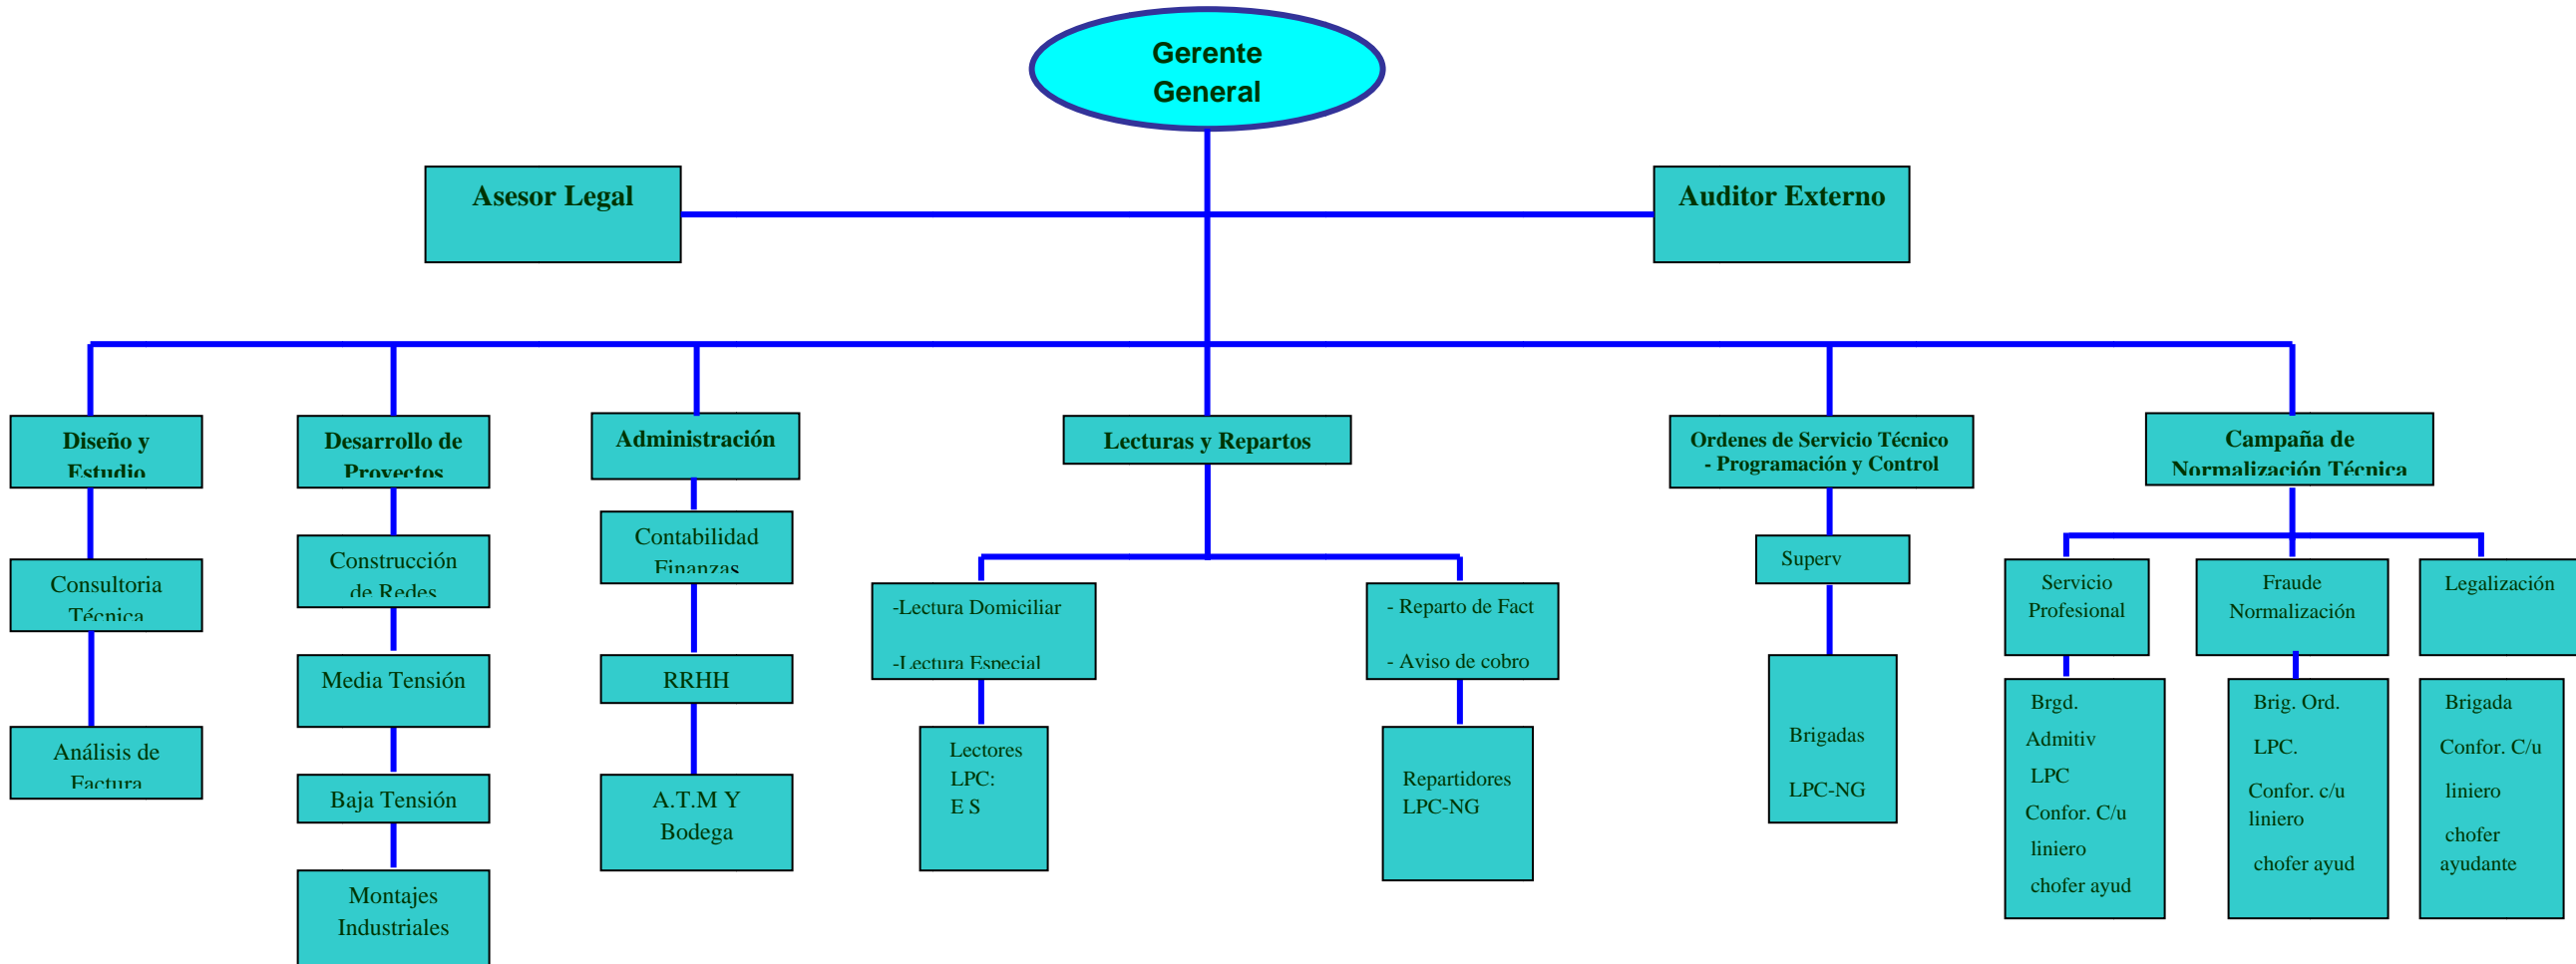 Gerente
General
Asesor Legal
Auditor Externo
Diseño y
Estudio
Desarrollo de
Proyectos
Administración
Lecturas y Repartos
Ordenes de Servicio Técnico
- Programación y Control
Campaña de
Normalización Técnica
Consultoria
Técnica
Análisis de
Factura
Construcción
de Redes
Media Tensión
Baja Tensión
Montajes
Industriales
Contabilidad
Finanzas
RRHH
A.T.M Y
Bodega
-Lectura Domiciliar
-Lectura Especial
Lectores
LPC:
E S
- Reparto de Fact
- Aviso de cobro
Repartidores
LPC-NG
Superv
Brigadas
LPC-NG
Servicio
Profesional
Brgd.
Admitiv
LPC
Confor. C/u
liniero
chofer ayud
Fraude
Normalización
Brig. Ord.
LPC.
Confor. c/u
liniero
chofer ayud
Legalización
Brigada
Confor. C/u
liniero
chofer
ayudante